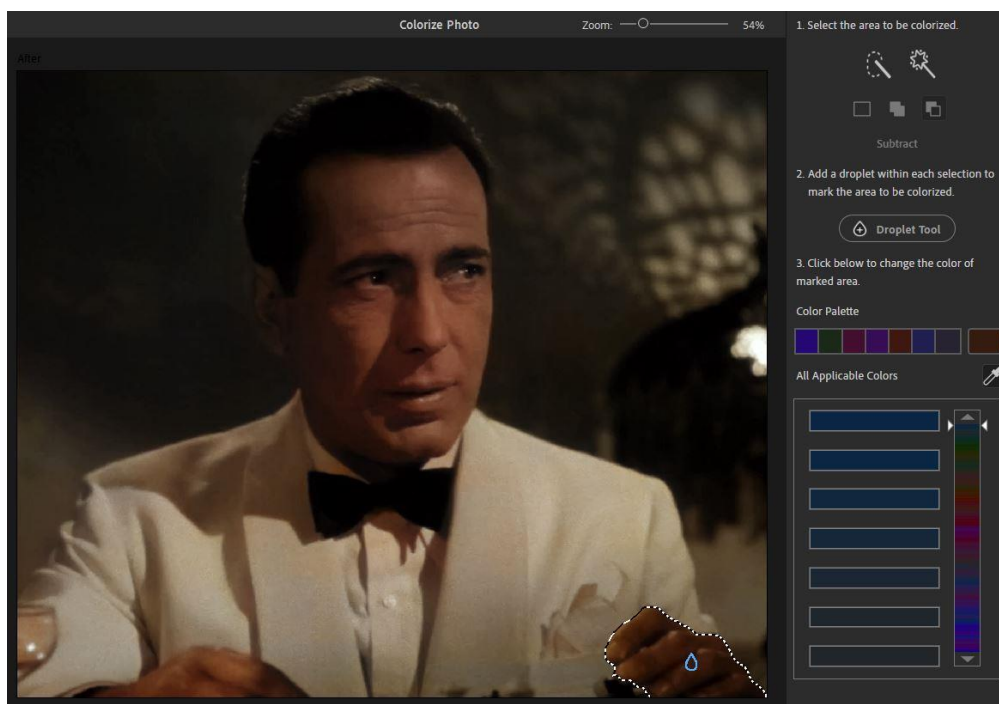 Colorize Photo
Zoom:
54%
After
1. Select the area to be colorized.
Subtract
2. Add a droplet within each selection to
mark the area to be colorized.
Droplet Tool
3. Click below to change the color of
marked area.
Color Palette
All Applicable Colors